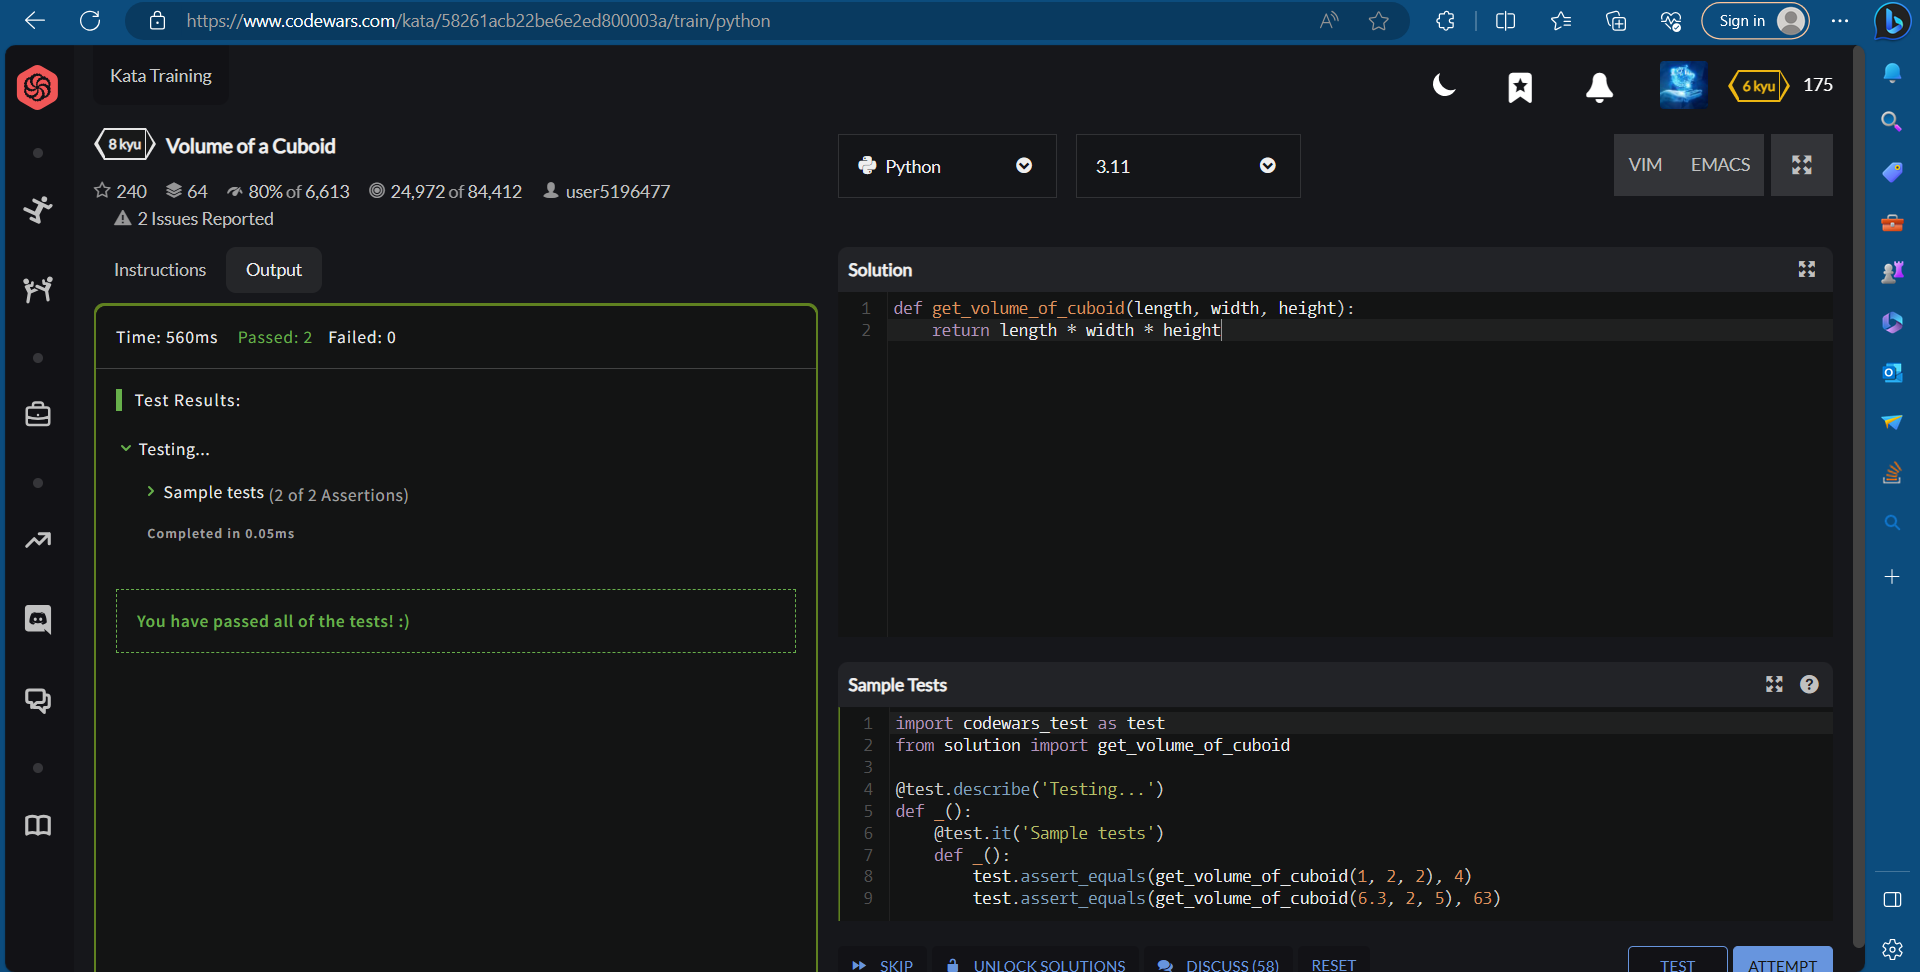 https://www.codewars.com/kata/58261acb22be6e2ed800003a/train/python
Sign in
Kata Training
6 kyu
175
8 kyu
Volume of a Cuboid
240 64 80% of 6,613 24,972 of 84,412 user5196477
2 Issues Reported
Python
3.11
VIM EMACS
Instructions
Output
Time: 560ms Passed: 2 Failed: 0
Test Results:
Testing...
Sample tests (2 of 2 Assertions)
Completed in 0.05ms
You have passed all of the tests! :)
Solution
1 def get_volume_of_cuboid(length, width, height):
2 return length * width * height
Sample Tests
1 import codewars_test as test
2 from solution import get_volume_of_cuboid
3
4 @test.describe('Testing...')
5 def _():
6 @test.it('Sample tests')
7 def _():
8 test.assert_equals(get_volume_of_cuboid(1, 2, 2), 4)
9 test.assert_equals(get_volume_of_cuboid(6.3, 2, 5), 63)
SKIP UNLOCK SOLUTIONS DISCUSS (58) RESET TEST ATTEMPT